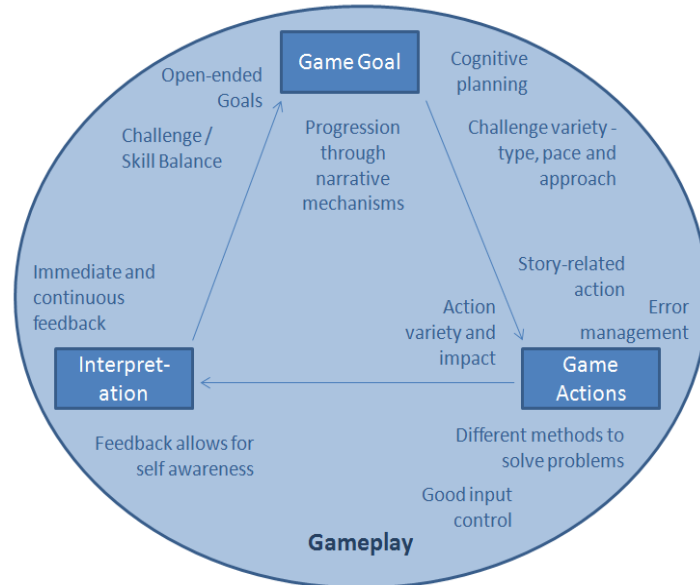 Game Goal
Open-ended
Goals
Cognitive
planning
Challenge /
Skill Balance
Progression
through
narrative
mechanisms
Challenge variety -
type, pace and
approach
Immediate and
continuous
feedback
Story-related
action
Action
variety and
impact
Error
management
Interpret-
ation
Game
Actions
Feedback allows for
self awareness
Different methods to
solve problems
Good input
control
Gameplay